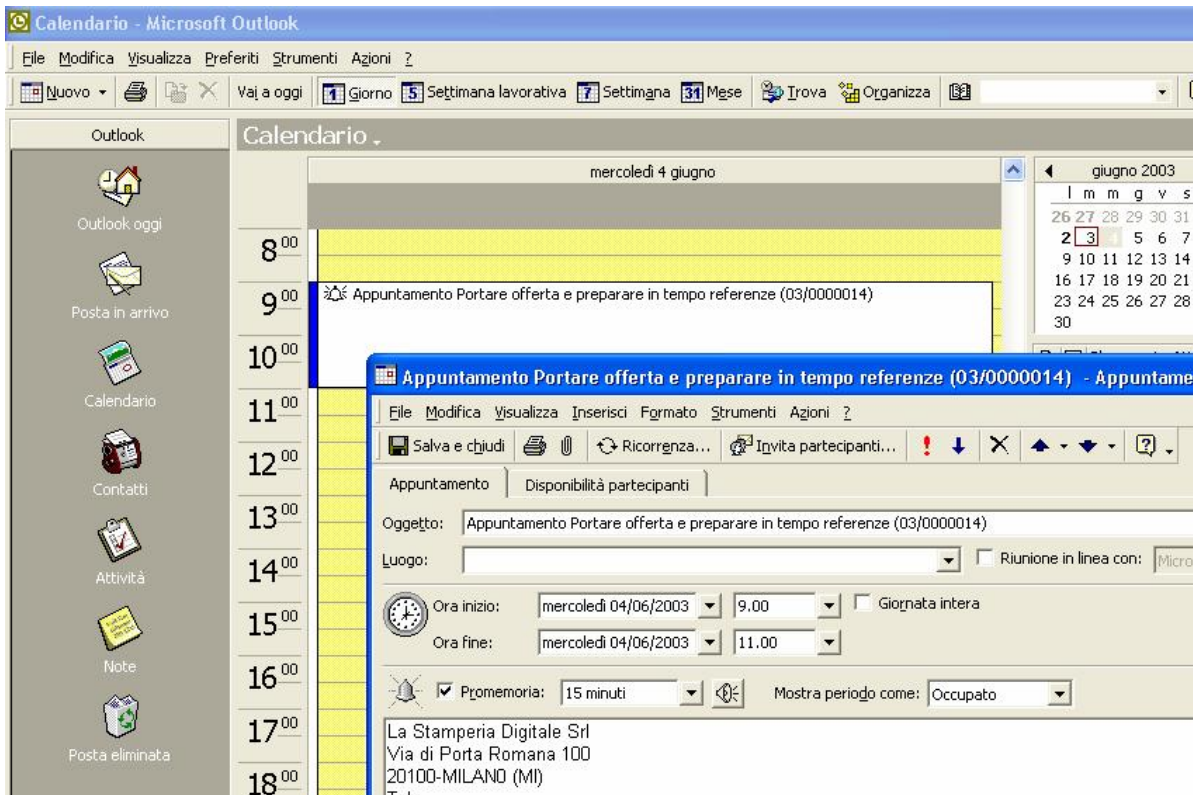 Calendario - Microsoft Outlook
File Modifica Visualizza Preferiti Strumenti Azioni ?
Nuovo Vai a oggi 1 Giorno 5 Settimana lavorativa 7 Settimana 31 Mese Trova Organizza
Outlook
Calendario
mercoledì 4 giugno
giugno 2003
l m m g v s
26 27 28 29 30 31
2 3 4 5 6 7
9 10 11 12 13 14
16 17 18 19 20 21
23 24 25 26 27 28
30
Outlook oggi
Posta in arrivo
Calendario
Contatti
Attività
Note
Posta eliminata
8 00
9 00
10 00
11 00
12 00
13 00
14 00
15 00
16 00
17 00
18 00
Appuntamento Portare offerta e preparare in tempo referenze (03/0000014)
Appuntamento Portare offerta e preparare in tempo referenze (03/0000014) - Appuntame
File Modifica Visualizza Inserisci Formato Strumenti Azioni ?
Salva e chiudi Ricorrenza... Invita partecipanti...
Appuntamento Disponibilità partecipanti
Oggetto: Appuntamento Portare offerta e preparare in tempo referenze (03/0000014)
Luogo: Riunione in linea con: Micro
Ora inizio: mercoledì 04/06/2003 9.00 Giornata intera
Ora fine: mercoledì 04/06/2003 11.00
Promemoria: 15 minuti Mostra periodo come: Occupato
La Stamperia Digitale Srl
Via di Porta Romana 100
20100-MILANO (MI)